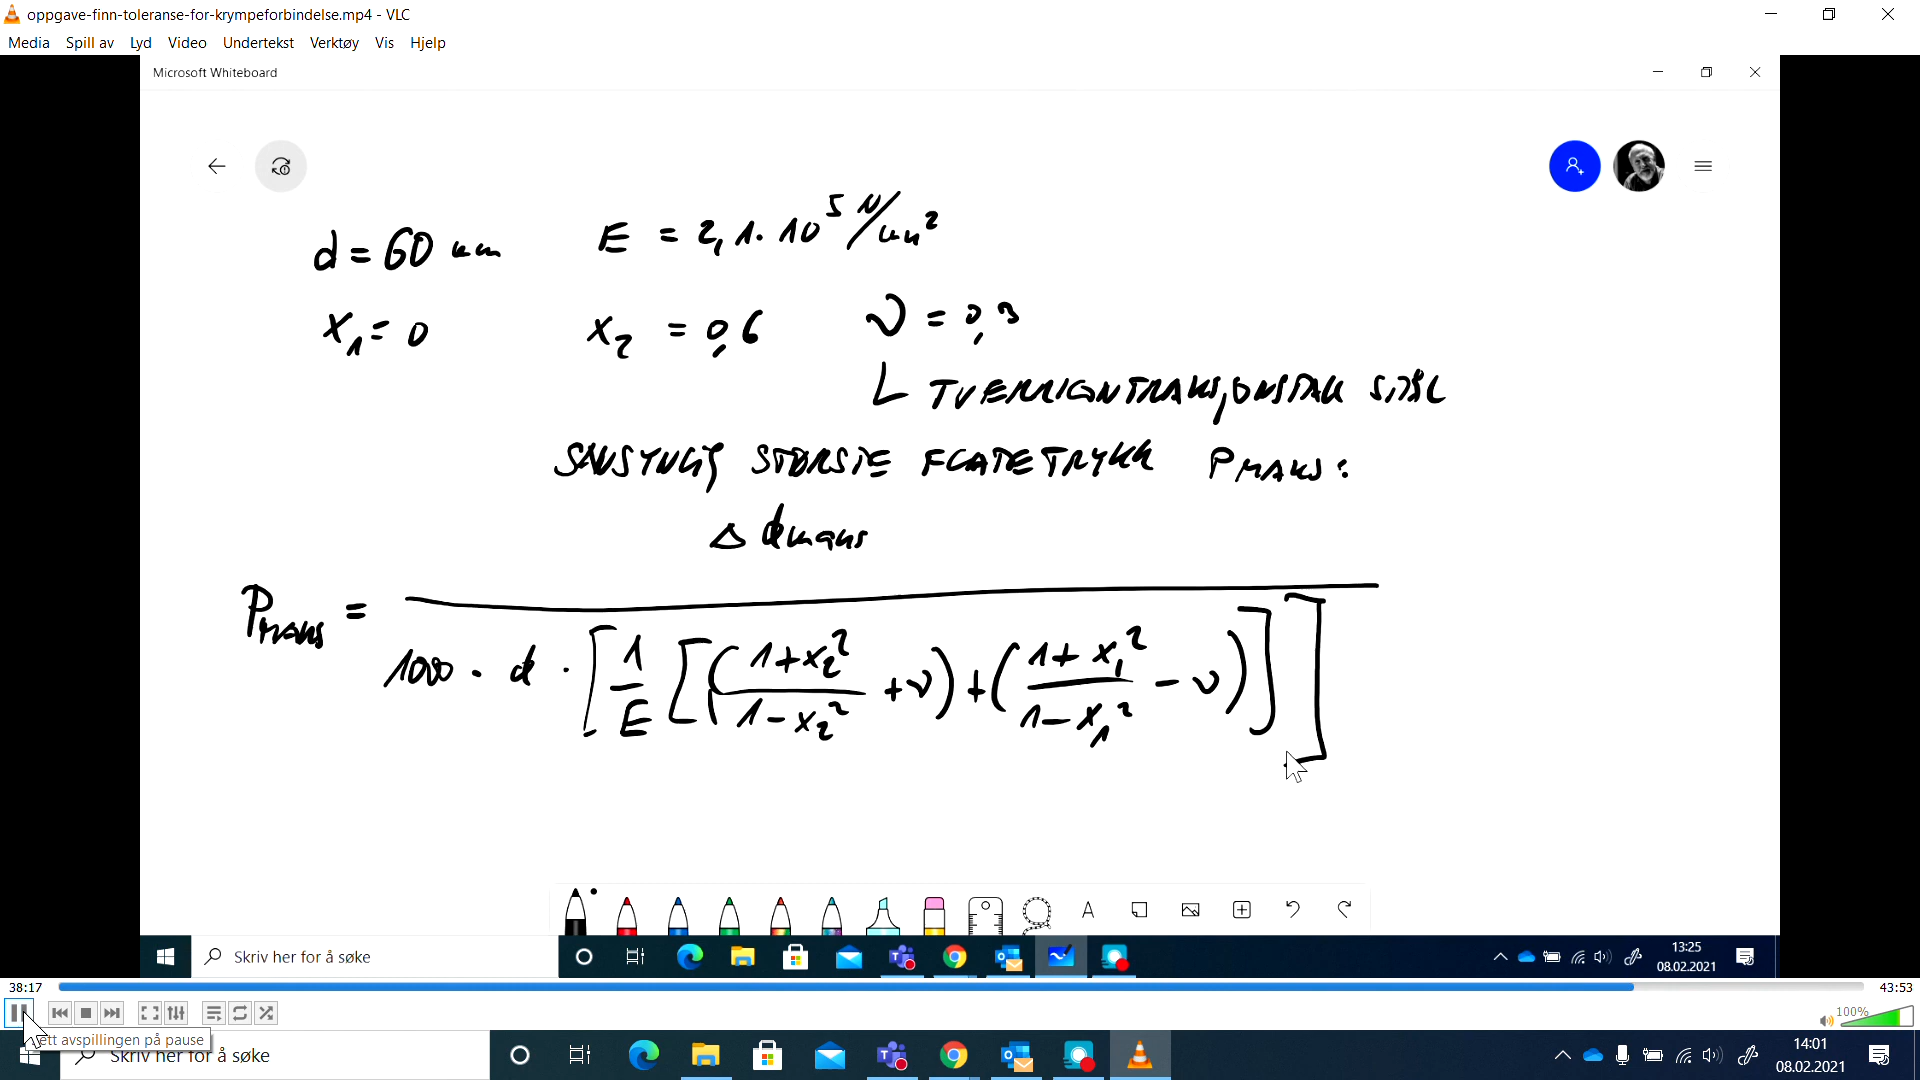 oppgave-finn-toleranse-for-krympeforbindelse.mp4 - VLC
Media Spill av Lyd Video Undertekst Verktøy Vis Hjelp
Microsoft Whiteboard
d = 60 mm E = 2,1 · 10^5 N/mm²
x₁ = 0 x₂ = 0,6 ν = 0,3
TVERRKONTRAKSJONSTAK STÅL
SANSYNLIG STØRSTE FLATETRYKK PMAKS:
Δ dmaks
PMAKS =
1000 · d · [1/E [((1+x₂²)/(1-x₂²) + ν) + ((1+x₁²)/(1-x₁²) - ν)]]
A
Skriv her for å søke
13:25
08.02.2021
38:17 43:53
100%
ett avspillingen på pause
Skriv her for å søke
14:01
08.02.2021